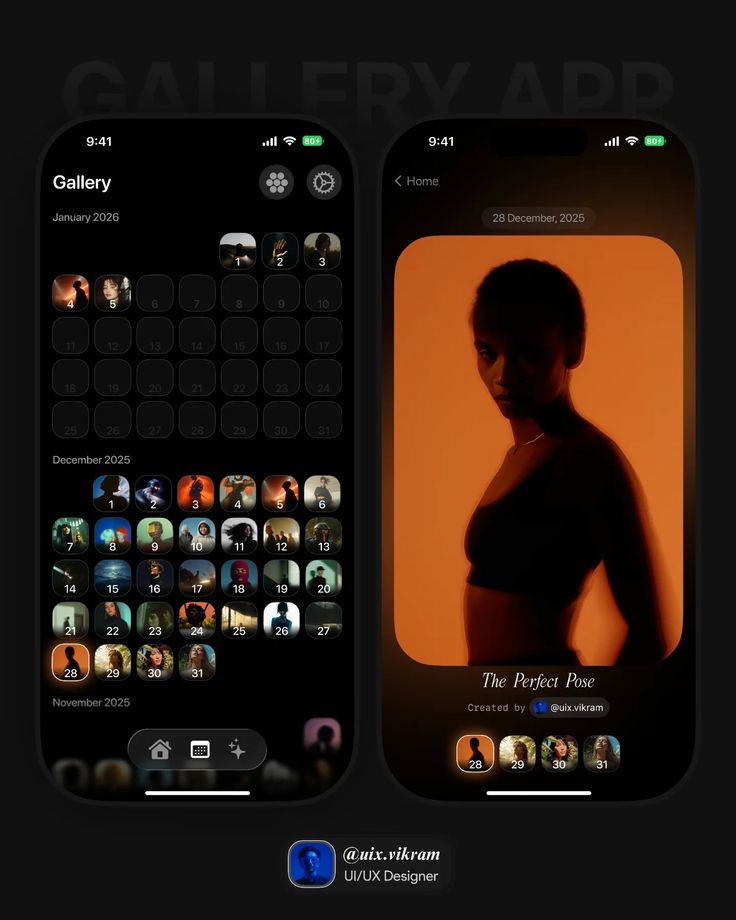 GALLERY APP
9:41
80
Gallery
January 2026
1 2 3
4 5 6 7 8 9 10
11 12 13 14 15 16 17
18 19 20 21 22 23 24
25 26 27 28 29 30 31
December 2025
1 2 3 4 5 6
7 8 9 10 11 12 13
14 15 16 17 18 19 20
21 22 23 24 25 26 27
28 29 30 31
November 2025
9:41
80
Home
28 December, 2025
The Perfect Pose
Created by @uix.vikram
28 29 30 31
@uix.vikram
UI/UX Designer